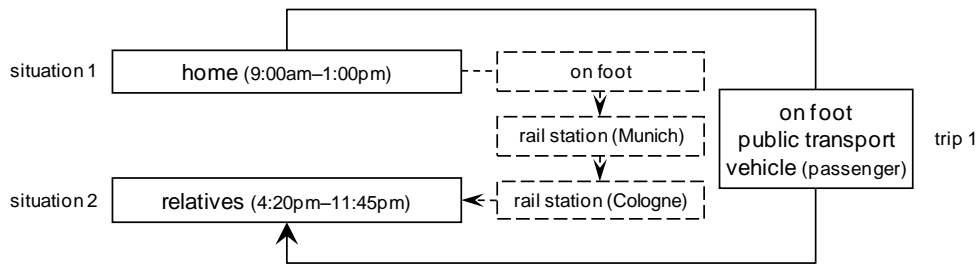 situation 1
home (9:00am–1:00pm)
on foot
rail station (Munich)
on foot
public transport
vehicle (passenger)
trip 1
situation 2
relatives (4:20pm–11:45pm)
rail station (Cologne)